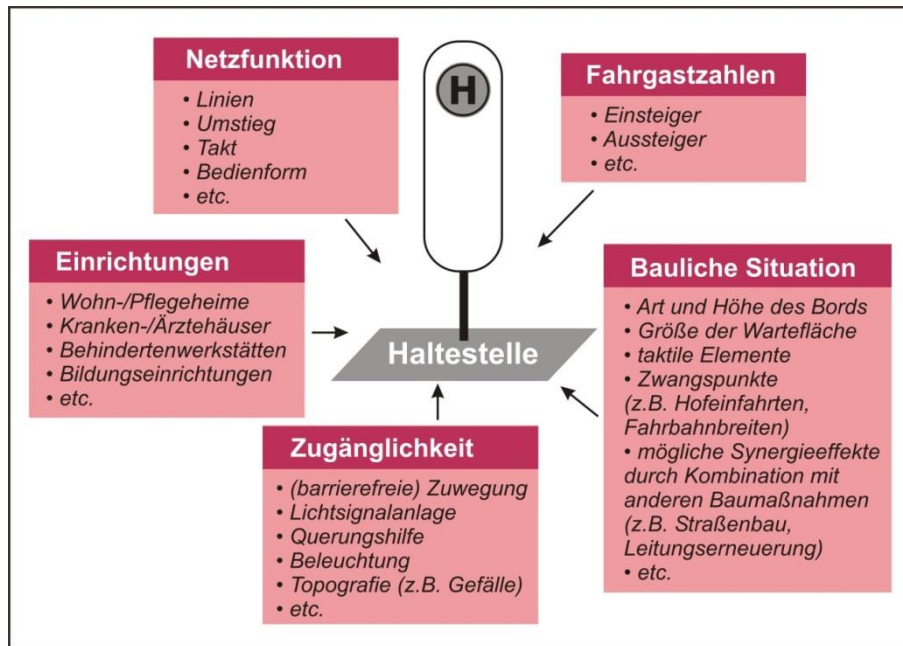 Netzfunktion
• Linien
• Umstieg
• Takt
• Bedienform
• etc.
H
Fahrgastzahlen
• Einsteiger
• Aussteiger
• etc.
Einrichtungen
• Wohn-/Pflegeheime
• Kranken-/Ärztehäuser
• Behindertenwerkstätten
• Bildungseinrichtungen
• etc.
Haltestelle
Bauliche Situation
• Art und Höhe des Bords
• Größe der Wartefläche
• taktile Elemente
• Zwangspunkte
(z.B. Hofeinfahrten,
Fahrbahnbreiten)
• mögliche Synergieeffekte
durch Kombination mit
anderen Baumaßnahmen
(z.B. Straßenbau,
Leitungserneuerung)
• etc.
Zugänglichkeit
• (barrierefreie) Zuwegung
• Lichtsignalanlage
• Querungshilfe
• Beleuchtung
• Topografie (z.B. Gefälle)
• etc.